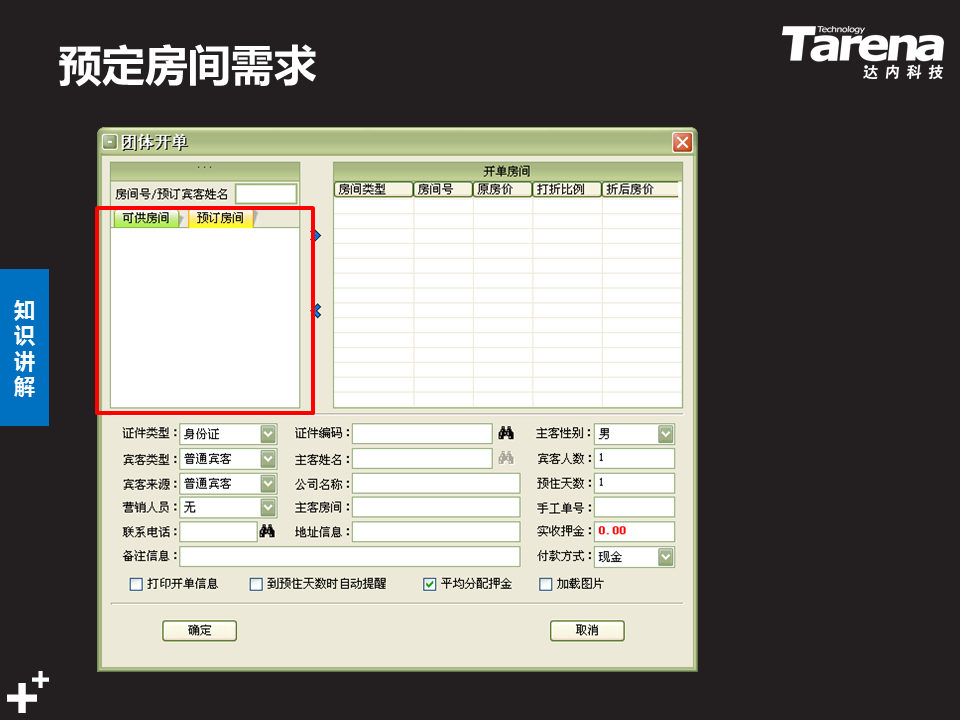 预定房间需求
Technology
Tarena
达内科技
知识讲解
团体开单
...
房间号/预订宾客姓名
可供房间 预订房间
开单房间
房间类型 房间号 原房价 打折比例 折后房价
证件类型: 身份证 证件编码: 主客性别: 男
宾客类型: 普通宾客 主客姓名: 宾客人数: 1
宾客来源: 普通宾客 公司名称: 预住天数: 1
营销人员: 无 主客房间: 手工单号:
联系电话: 地址信息: 实收押金: 0.00
备注信息: 付款方式: 现金
打印开单信息 到预住天数时自动提醒 平均分配押金 加载图片
确定 取消